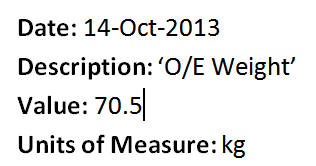 Date: 14-Oct-2013
Description: ‘O/E Weight’
Value: 70.5
Units of Measure: kg